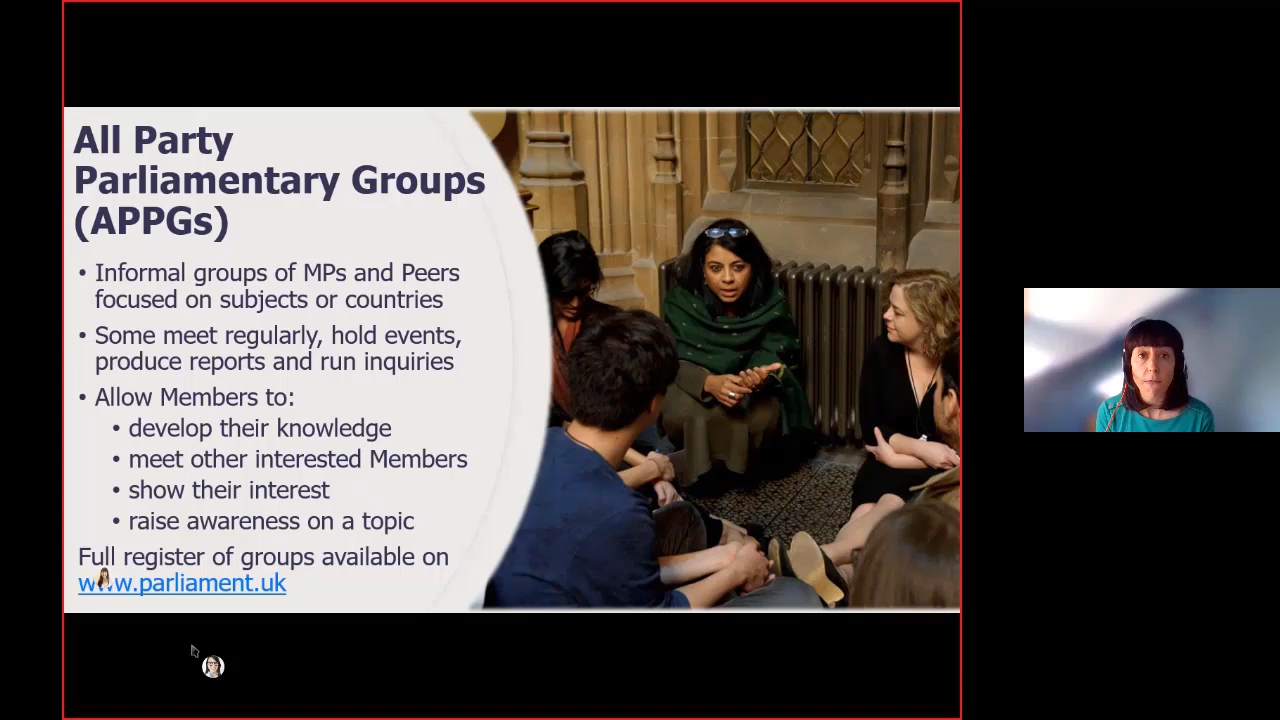 All Party
Parliamentary Groups
(APPGs)
• Informal groups of MPs and Peers
focused on subjects or countries
• Some meet regularly, hold events,
produce reports and run inquiries
• Allow Members to:
• develop their knowledge
• meet other interested Members
• show their interest
• raise awareness on a topic
Full register of groups available on
www.parliament.uk